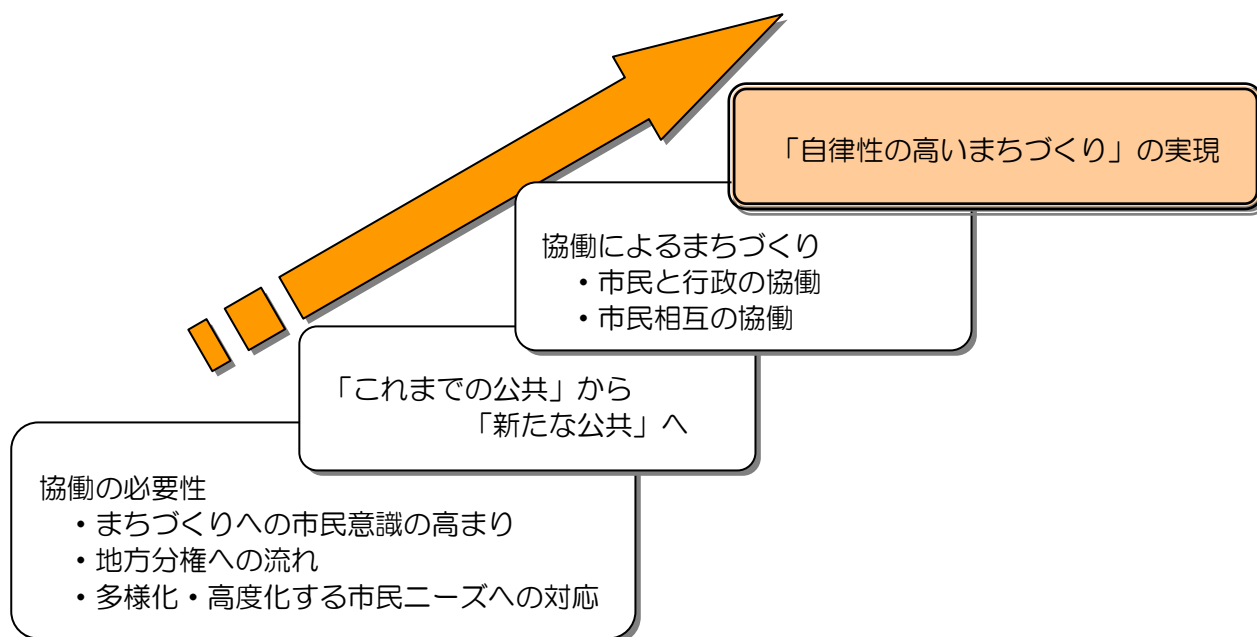 「自律性の高いまちづくり」の実現
協働によるまちづくり
・市民と行政の協働
・市民相互の協働
「これまでの公共」から
「新たな公共」へ
協働の必要性
・まちづくりへの市民意識の高まり
・地方分権への流れ
・多様化・高度化する市民ニーズへの対応